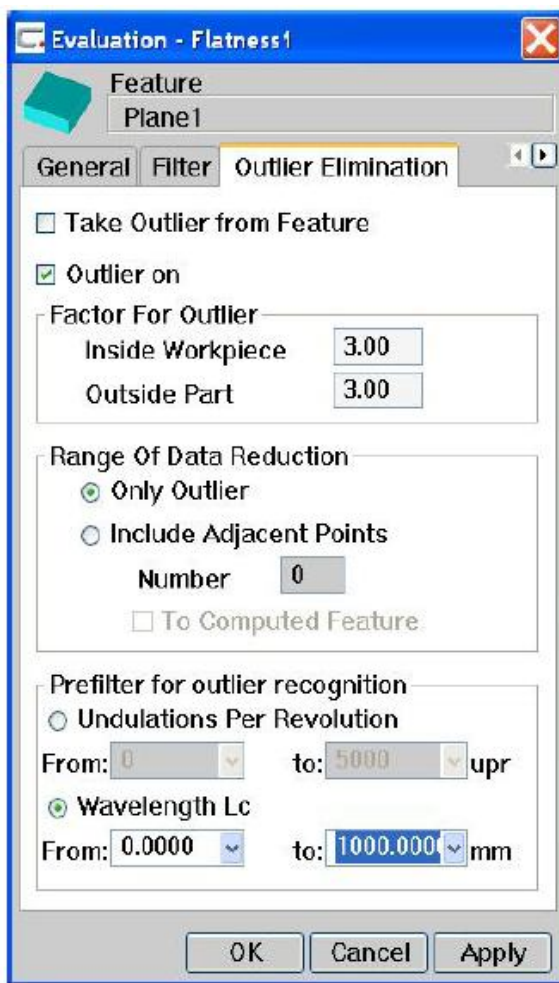 Evaluation - Flatness1
Feature
Plane1
General Filter Outlier Elimination
Take Outlier from Feature
Outlier on
Factor For Outlier
Inside Workpiece 3.00
Outside Part 3.00
Range Of Data Reduction
Only Outlier
Include Adjacent Points
Number 0
To Computed Feature
Prefilter for outlier recognition
Undulations Per Revolution
From: 0 to: 5000 upr
Wavelength Lc
From: 0.0000 to: 1000.000 mm
OK Cancel Apply